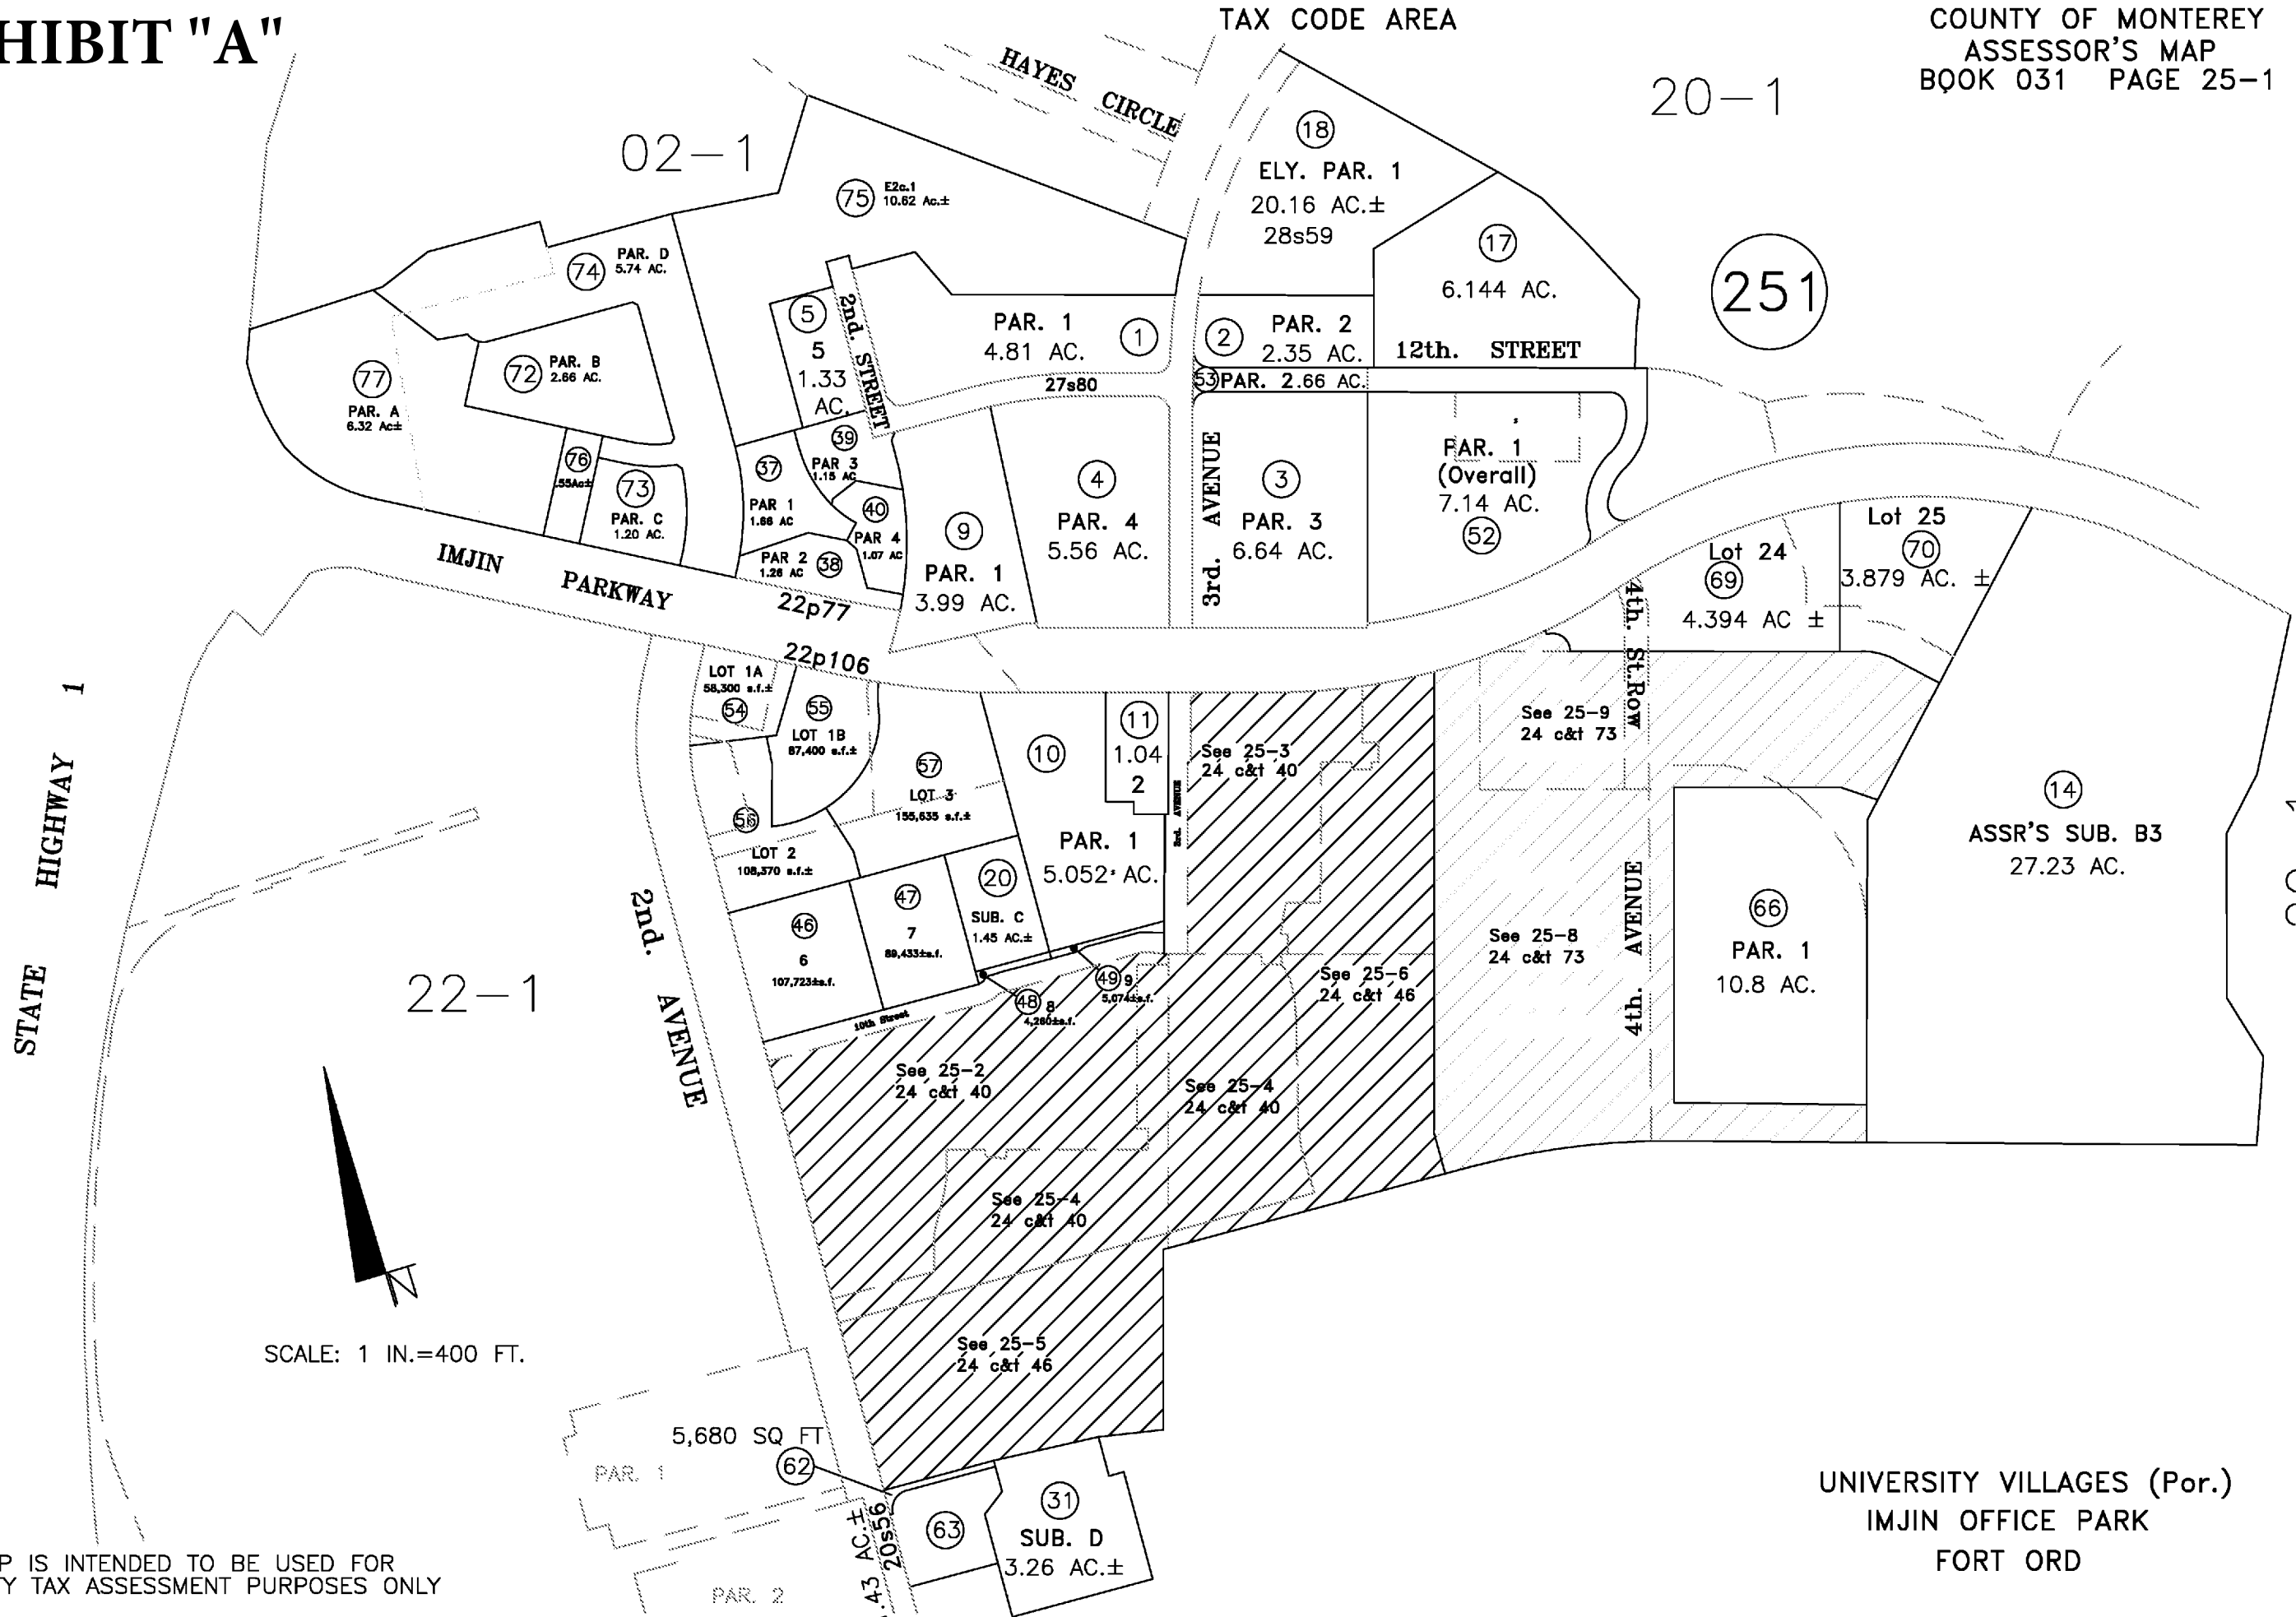 HIBIT "A"
TAX CODE AREA
COUNTY OF MONTEREY
ASSESSOR'S MAP
BOOK 031 PAGE 25-1
HAYES CIRCLE
20-1
02-1
18
ELY. PAR. 1
20.16 AC.±
28s59
75
E2c.1
10.62 Ac.±
17
6.144 AC.
251
74
PAR. D
5.74 AC.
5
5
1.33
AC.
2nd. STREET
PAR. 1
4.81 AC.
1
2
PAR. 2
2.35 AC.
12th. STREET
77
PAR. A
6.32 Ac±
72
PAR. B
2.66 AC.
27s80
53
PAR. 2.66 AC.
76
.55Ac±
73
PAR. C
1.20 AC.
37
PAR 1
1.66 AC
39
PAR 3
1.15 AC
40
PAR 4
1.07 AC
PAR 2
1.26 AC
38
9
PAR. 1
3.99 AC.
4
PAR. 4
5.56 AC.
3rd. AVENUE
3
PAR. 3
6.64 AC.
PAR. 1
(Overall)
7.14 AC.
52
Lot 24
69
4.394 AC ±
Lot 25
70
3.879 AC. ±
IMJIN PARKWAY
22p77
22p106
4th. St.Row
LOT 1A
58,300 s.f.±
54
55
LOT 1B
87,400 s.f.±
56
LOT 2
108,370 s.f.±
57
LOT 3
155,635 s.f.±
10
PAR. 1
5.052 AC.
11
1.04
2
3rd. AVENUE
See 25-3
24 c&t 40
See 25-9
24 c&t 73
14
ASSR'S SUB. B3
27.23 AC.
STATE HIGHWAY 1
22-1
2nd. AVENUE
46
6
107,723±s.f.
47
7
89,433±s.f.
20
SUB. C
1.45 AC.±
48
8
4,260±s.f.
49
9
5,074±s.f.
10th Street
See 25-6
24 c&t 46
See 25-8
24 c&t 73
4th. AVENUE
66
PAR. 1
10.8 AC.
See 25-2
24 c&t 40
See 25-4
24 c&t 40
See 25-4
24 c&t 40
See 25-5
24 c&t 46
N
SCALE: 1 IN.=400 FT.
5,680 SQ FT
62
PAR. 1
PAR. 2
.43 AC.±
20s56
63
31
SUB. D
3.26 AC.±
UNIVERSITY VILLAGES (Por.)
IMJIN OFFICE PARK
FORT ORD
P IS INTENDED TO BE USED FOR
Y TAX ASSESSMENT PURPOSES ONLY